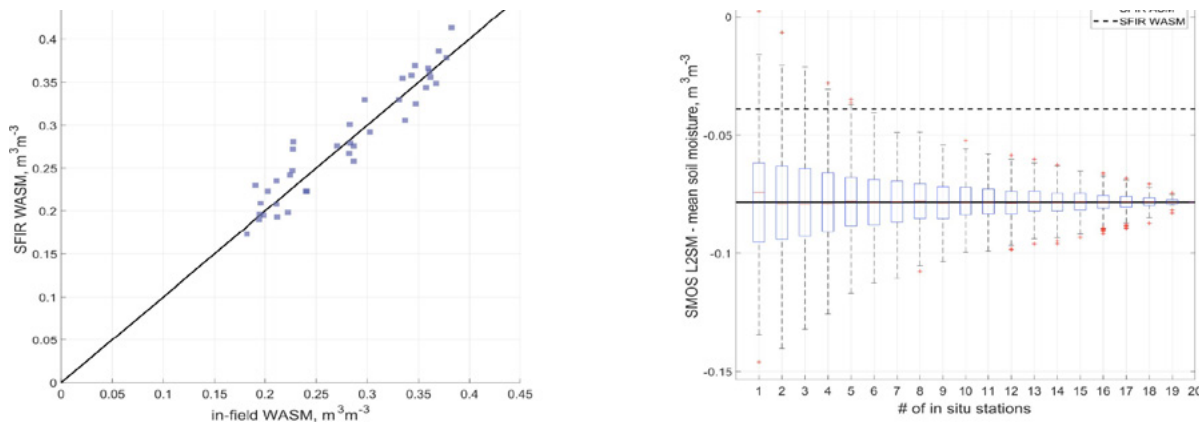 0.4
0.35
0.3
0.25
0.2
0.15
0.1
0.05
0
SFIR WASM, m³m⁻³
0 0.05 0.1 0.15 0.2 0.25 0.3 0.35 0.4 0.45
in-field WASM, m³m⁻³
SFIR WASM
0
-0.05
-0.1
-0.15
SMOS L2SM - mean soil moisture, m³m⁻³
1 2 3 4 5 6 7 8 9 10 11 12 13 14 15 16 17 18 19 20
# of in situ stations